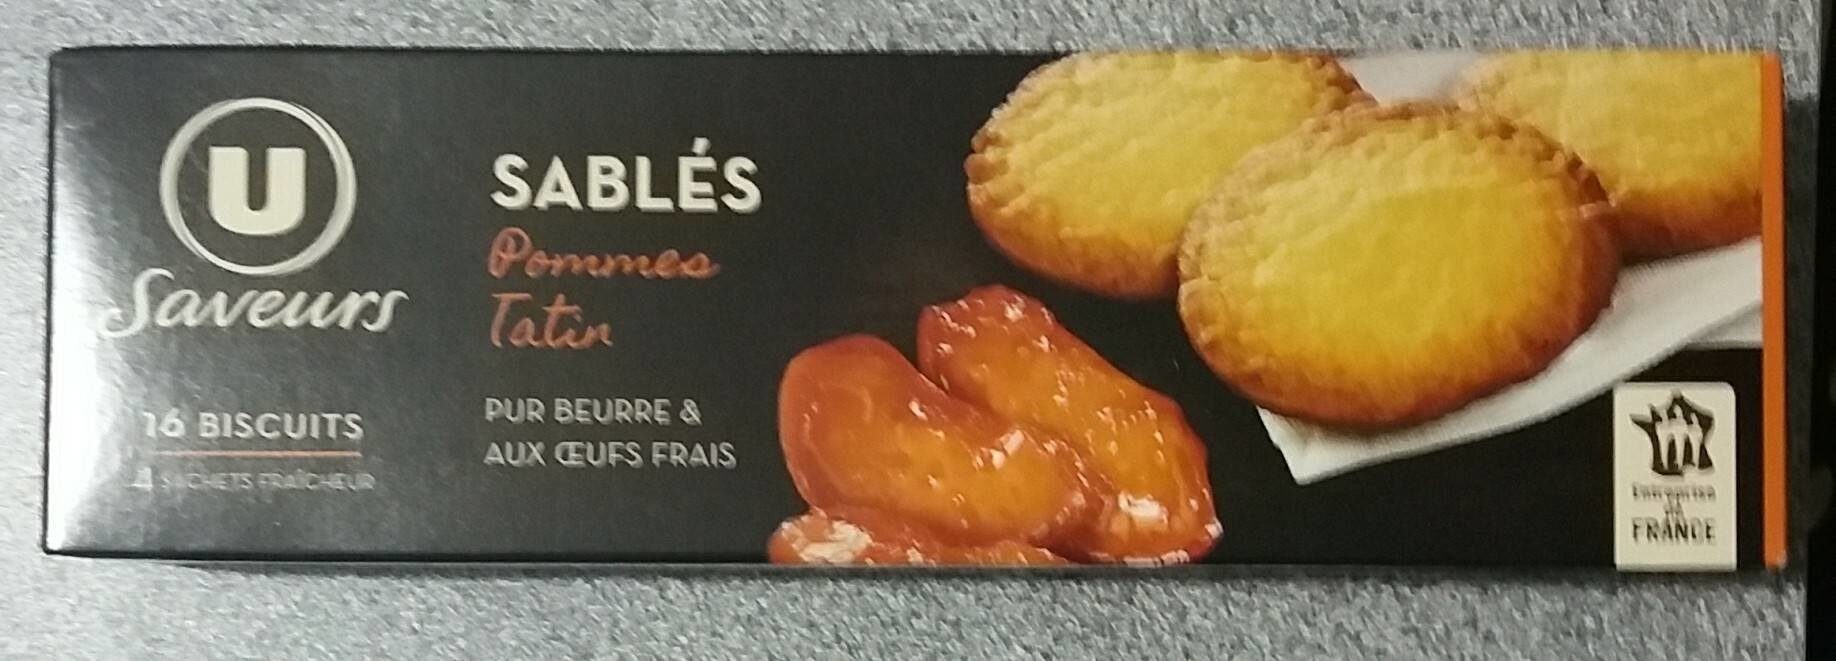 U
Saveurs
16 BISCUITS
4 SACHETS FRAÎCHEUR
SABLÉS
Pommes
Tatin
PUR BEURRE &
AUX ŒUFS FRAIS
FRANCE